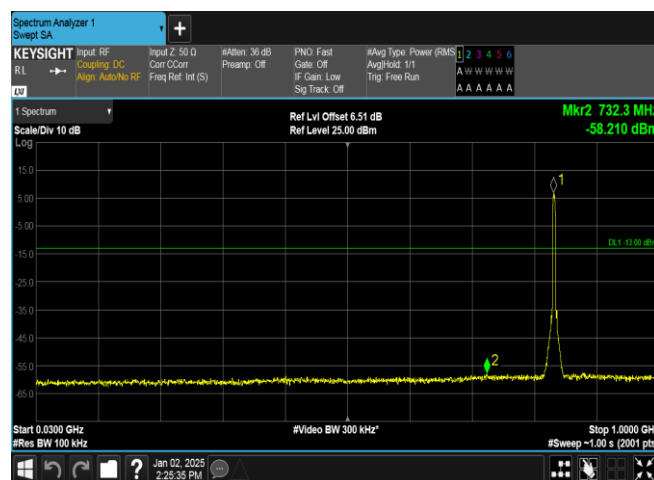 Spectrum Analyzer 1
Swept SA
+
KEYSIGHT
RL
LXI
Input: RF
Coupling: DC
Align: Auto/No RF
Input Z: 50 Ω
Corr CCorr
Freq Ref: Int (S)
#Atten: 36 dB
Preamp: Off
PNO: Fast
Gate: Off
IF Gain: Low
Sig Track: Off
#Avg Type: Power (RMS
Avg|Hold: 1/1
Trig: Free Run
1 2 3 4 5 6
A W W W W W
A A A A A A
1 Spectrum
Scale/Div 10 dB
Ref Lvl Offset 6.51 dB
Ref Level 25.00 dBm
Mkr2 732.3 MHz
-58.210 dBm
Log
15.0
5.00
-5.00
-15.0
-25.0
-35.0
-45.0
-55.0
-65.0
1
DL1 -13.00 dBm
2
Start 0.0300 GHz
#Res BW 100 kHz
#Video BW 300 kHz*
Stop 1.0000 GH
#Sweep ~1.00 s (2001 pts
?
Jan 02, 2025
2:25:35 PM